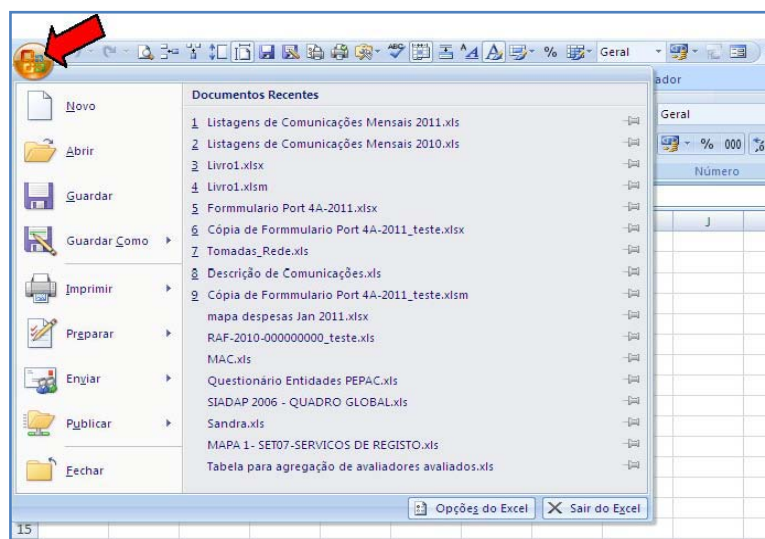 ABC
% Geral
ador
Novo
Abrir
Guardar
Guardar Como
Imprimir
Preparar
Enviar
Publicar
Fechar
Documentos Recentes
1 Listagens de Comunicações Mensais 2011.xls
2 Listagens de Comunicações Mensais 2010.xls
3 Livro1.xlsx
4 Livro1.xlsm
5 Formmulario Port 4A-2011.xlsx
6 Cópia de Formmulario Port 4A-2011_teste.xlsx
7 Tomadas_Rede.xls
8 Descrição de Comunicações.xls
9 Cópia de Formmulario Port 4A-2011_teste.xlsm
mapa despesas Jan 2011.xlsx
RAF-2010-000000000_teste.xls
MAC.xls
Questionário Entidades PEPAC.xls
SIADAP 2006 - QUADRO GLOBAL.xls
Sandra.xls
MAPA 1- SET07-SERVICOS DE REGISTO.xls
Tabela para agregação de avaliadores avaliados.xls
Geral
% 000
Número
J
Opções do Excel
Sair do Excel
15